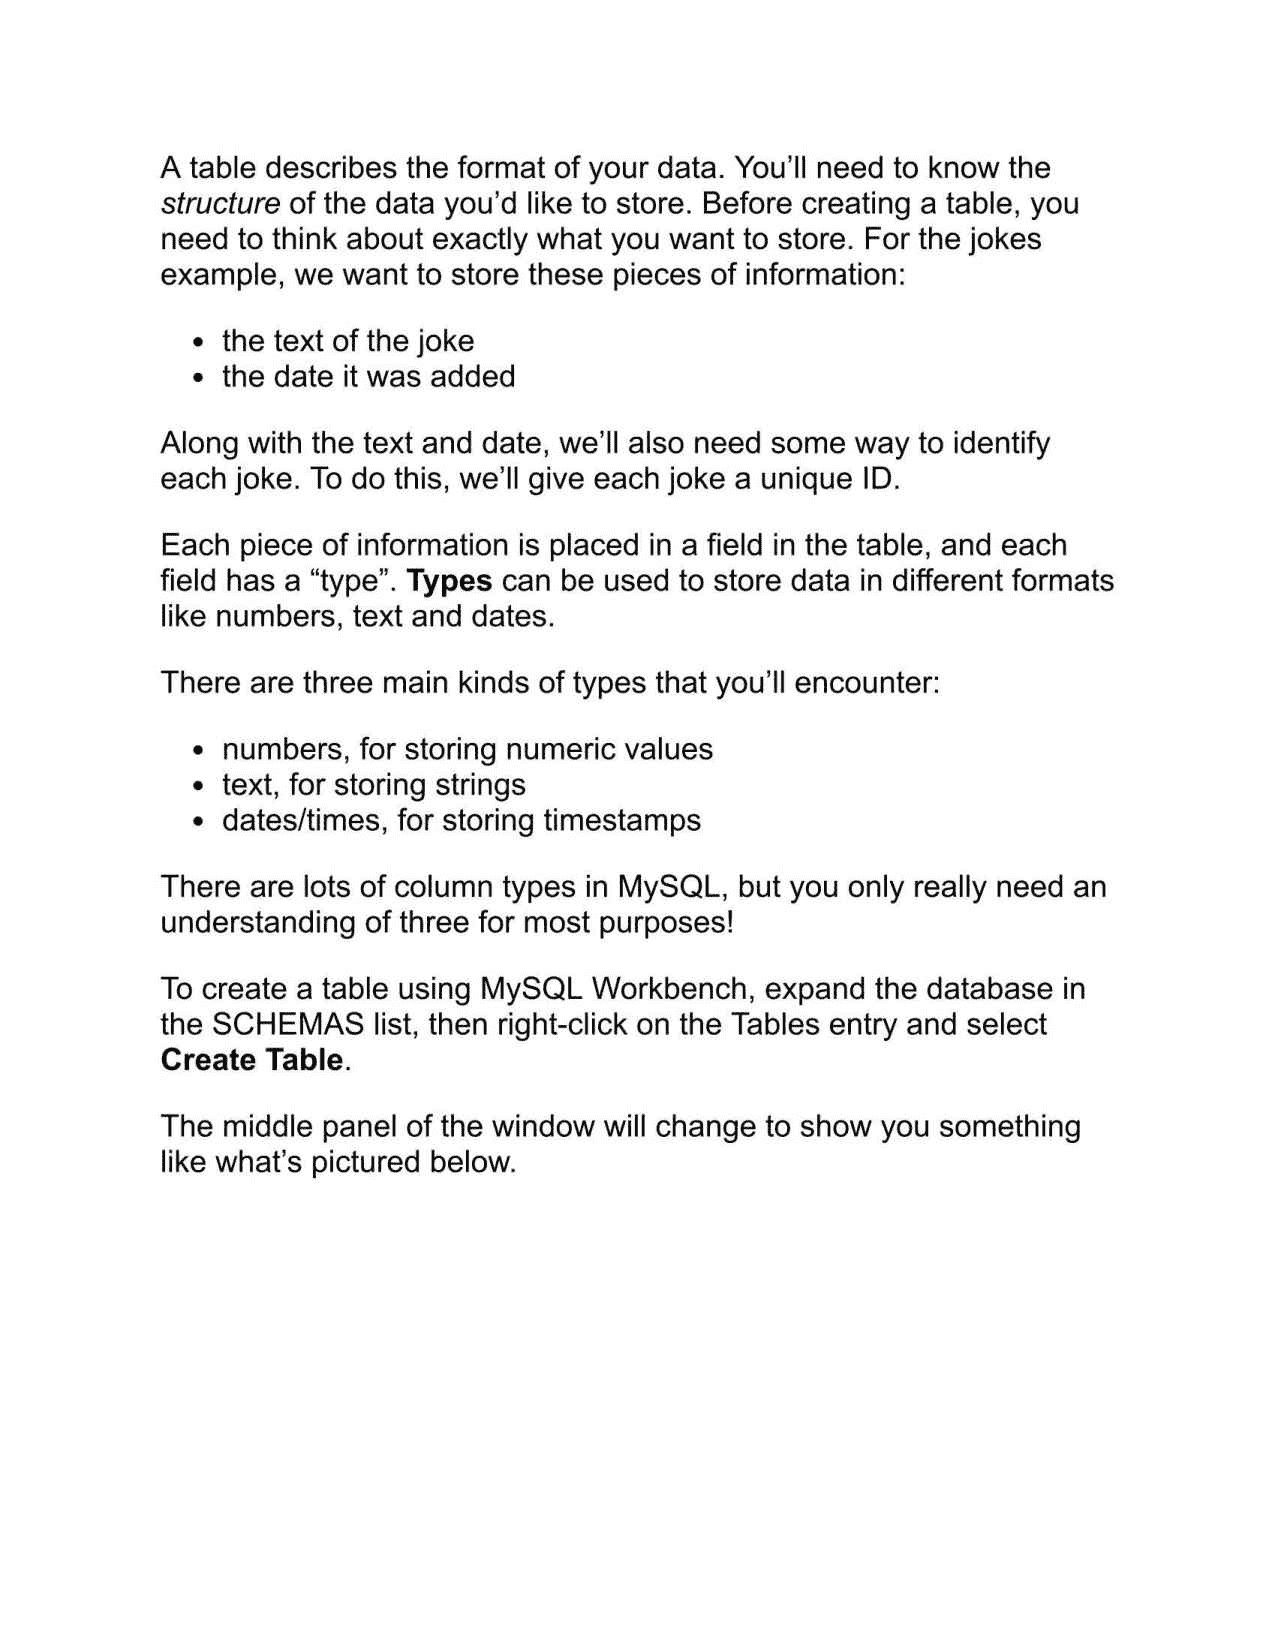 A table describes the format of your data. You’ll need to know the
structure of the data you’d like to store. Before creating a table, you
need to think about exactly what you want to store. For the jokes
example, we want to store these pieces of information:
• the text of the joke
• the date it was added
Along with the text and date, we’ll also need some way to identify
each joke. To do this, we’ll give each joke a unique ID.
Each piece of information is placed in a field in the table, and each
field has a “type”. Types can be used to store data in different formats
like numbers, text and dates.
There are three main kinds of types that you’ll encounter:
• numbers, for storing numeric values
• text, for storing strings
• dates/times, for storing timestamps
There are lots of column types in MySQL, but you only really need an
understanding of three for most purposes!
To create a table using MySQL Workbench, expand the database in
the SCHEMAS list, then right-click on the Tables entry and select
Create Table.
The middle panel of the window will change to show you something
like what’s pictured below.